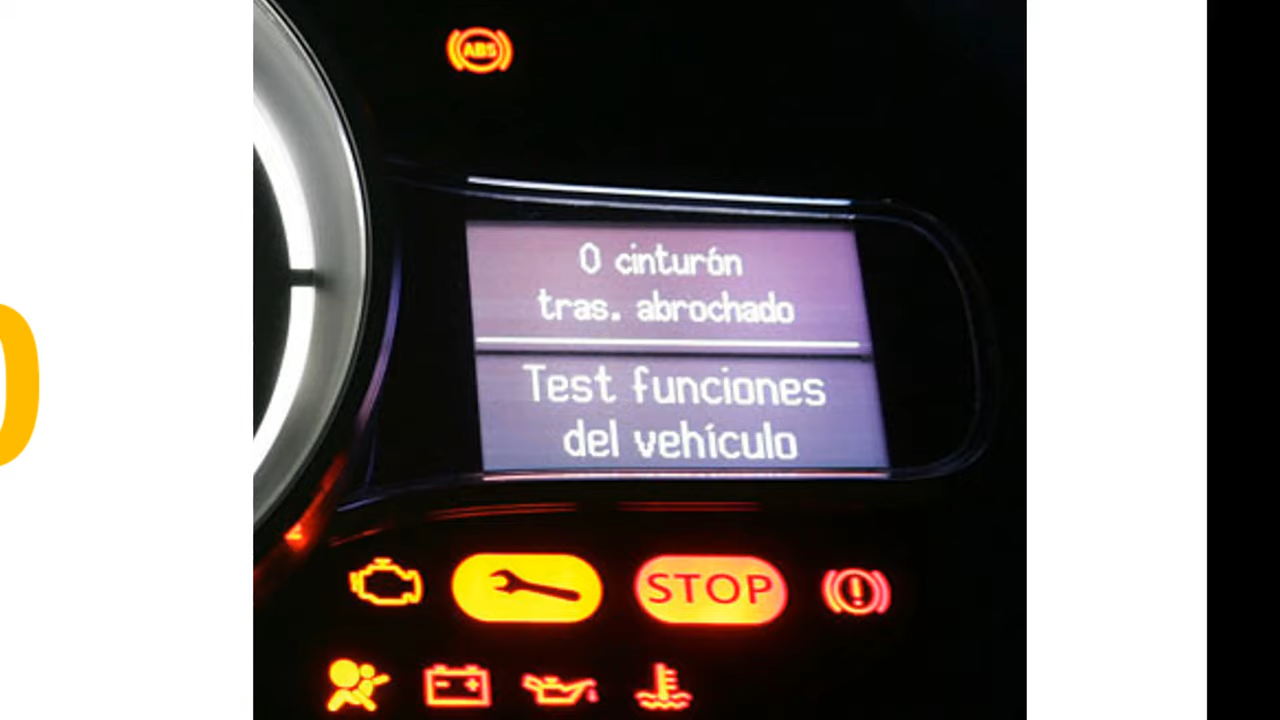 ABS
0 cinturón
tras. abrochado
Test funciones
del vehículo
STOP